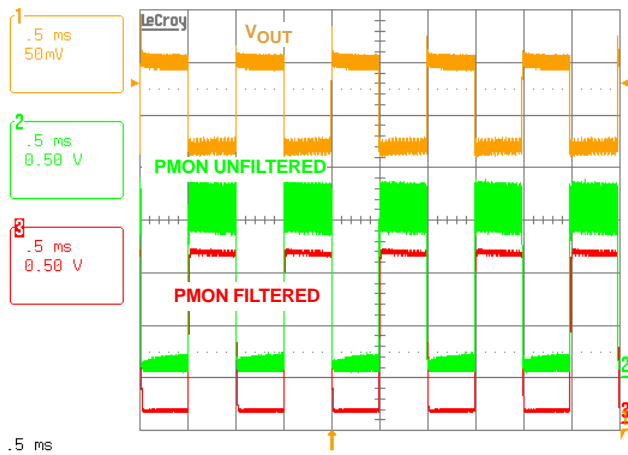 1
.5 ms
50mV
2
.5 ms
0.50 V
3
.5 ms
0.50 V
LeCroy
VOUT
PMON UNFILTERED
PMON FILTERED
2
.5 ms